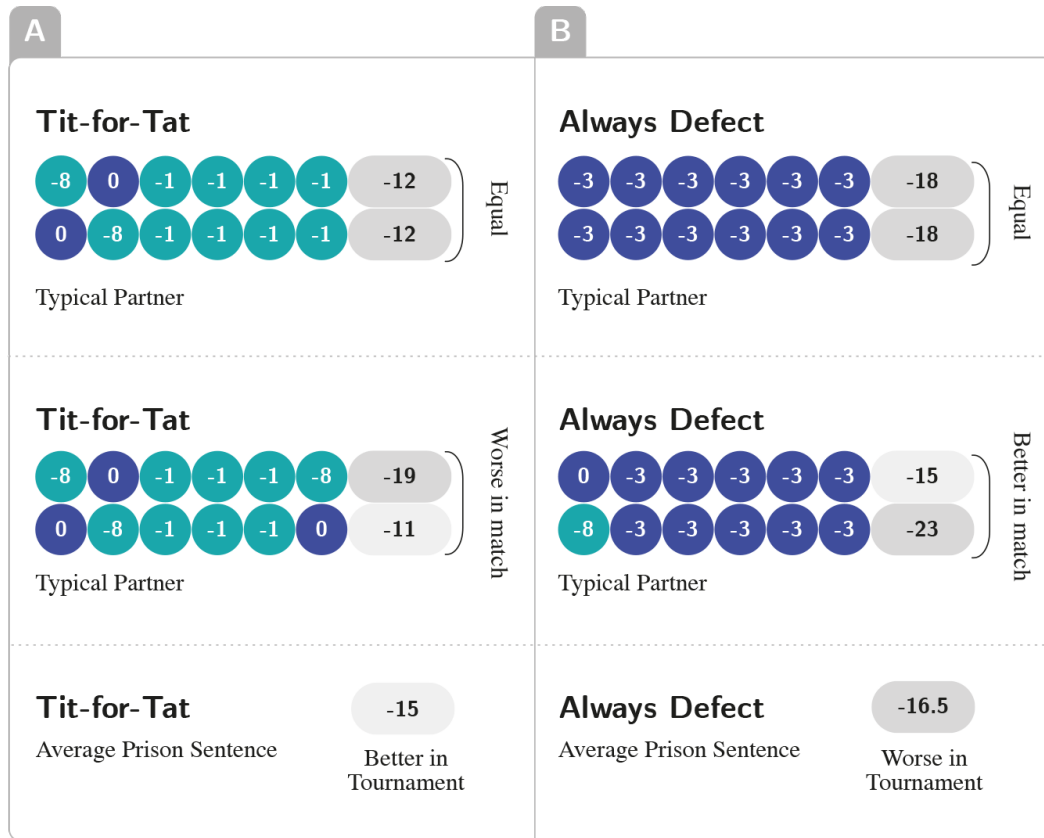 A
Tit-for-Tat
-8 0 -1 -1 -1 -1 -12
0 -8 -1 -1 -1 -1 -12
Equal
Typical Partner
Tit-for-Tat
-8 0 -1 -1 -1 -8 -19
0 -8 -1 -1 -1 0 -11
Worse in match
Typical Partner
Tit-for-Tat
-15
Average Prison Sentence
Better in
Tournament
B
Always Defect
-3 -3 -3 -3 -3 -3 -18
-3 -3 -3 -3 -3 -3 -18
Equal
Typical Partner
Always Defect
0 -3 -3 -3 -3 -3 -15
-8 -3 -3 -3 -3 -3 -23
Better in match
Typical Partner
Always Defect
-16.5
Average Prison Sentence
Worse in
Tournament